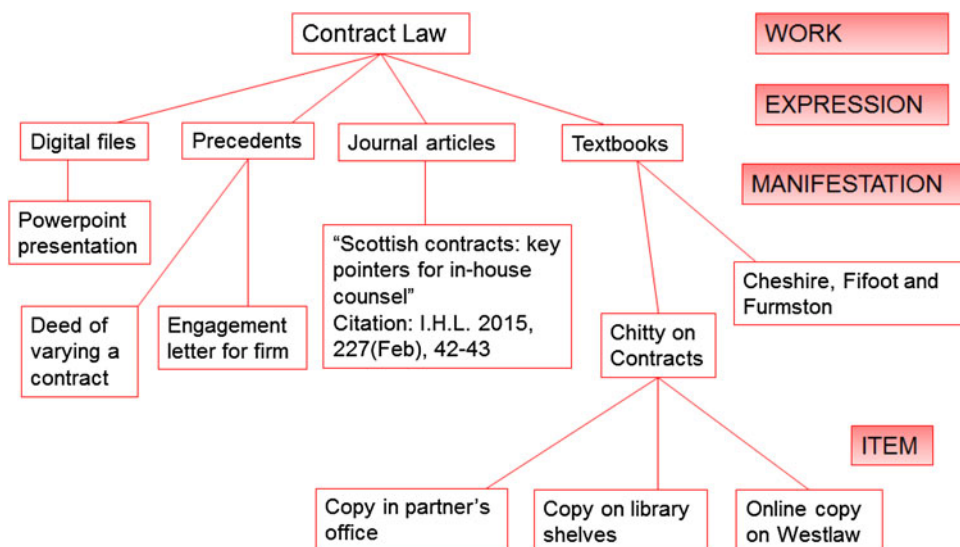 Contract Law
WORK
EXPRESSION
Digital files
Precedents
Journal articles
Textbooks
MANIFESTATION
Powerpoint
presentation
“Scottish contracts: key
pointers for in-house
counsel”
Citation: I.H.L. 2015,
227(Feb), 42-43
Cheshire, Fifoot and
Furmston
Deed of
varying a
contract
Engagement
letter for firm
Chitty on
Contracts
ITEM
Copy in partner’s
office
Copy on library
shelves
Online copy
on Westlaw